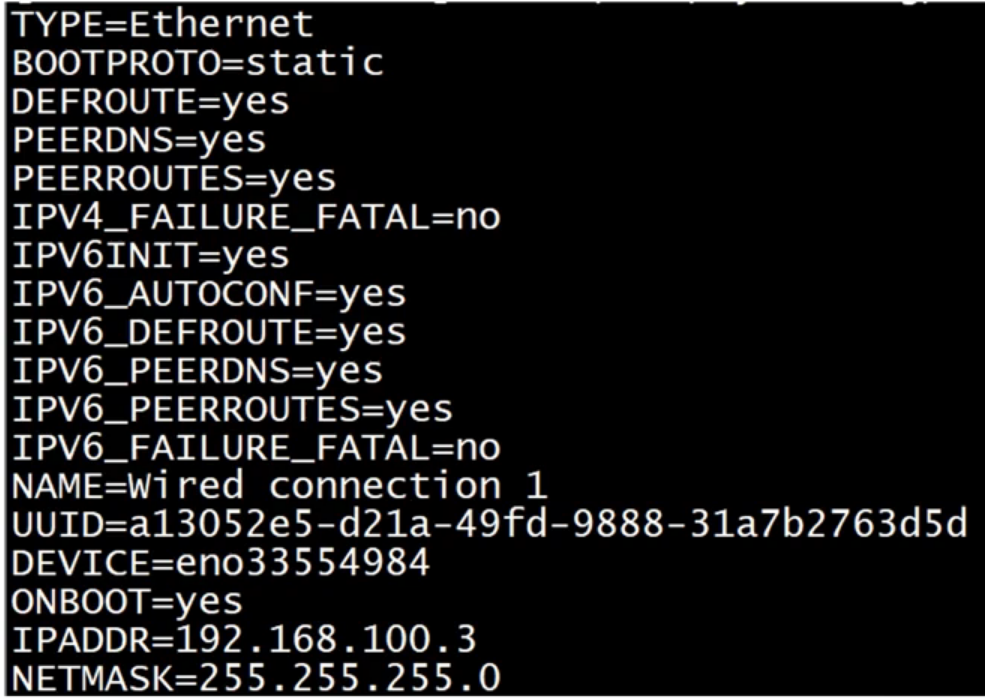 TYPE=Ethernet
BOOTPROTO=static
DEFROUTE=yes
PEERDNS=yes
PEERROUTES=yes
IPV4_FAILURE_FATAL=no
IPV6INIT=yes
IPV6_AUTOCONF=yes
IPV6_DEFROUTE=yes
IPV6_PEERDNS=yes
IPV6_PEERROUTES=yes
IPV6_FAILURE_FATAL=no
NAME=Wired connection 1
UUID=a13052e5-d21a-49fd-9888-31a7b2763d5d
DEVICE=eno33554984
ONBOOT=yes
IPADDR=192.168.100.3
NETMASK=255.255.255.0